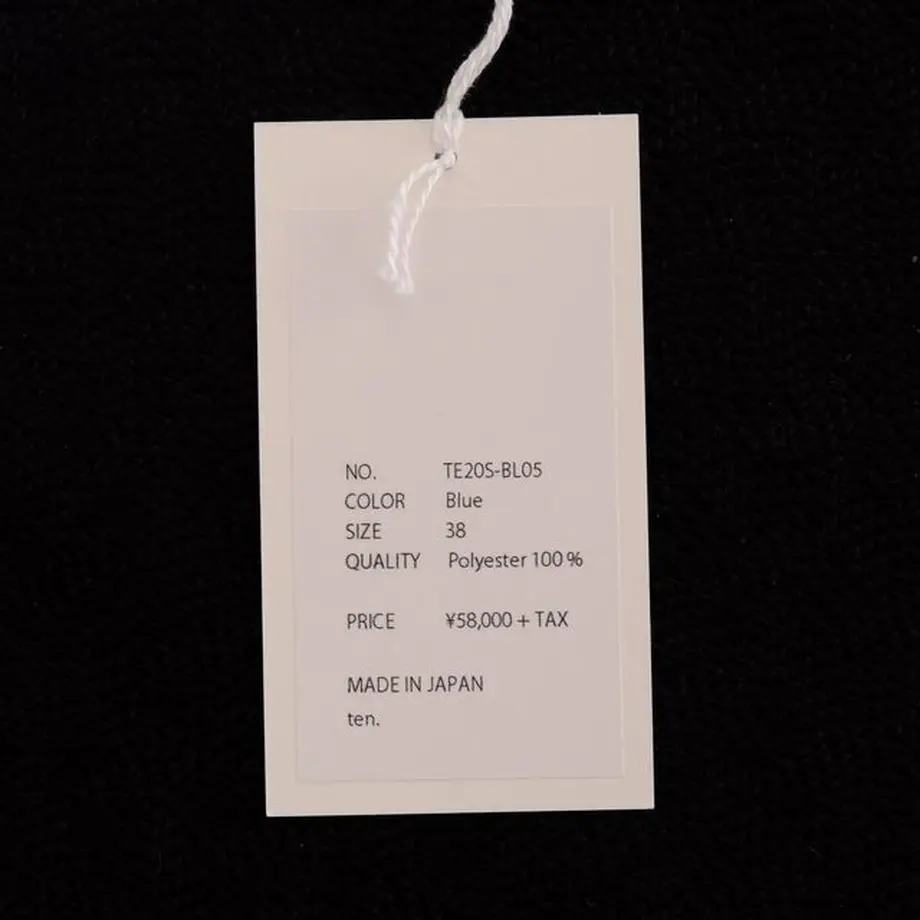 NO. TE20S-BL05
COLOR Blue
SIZE 38
QUALITY Polyester 100 %
PRICE ¥58,000 + TAX
MADE IN JAPAN
ten.